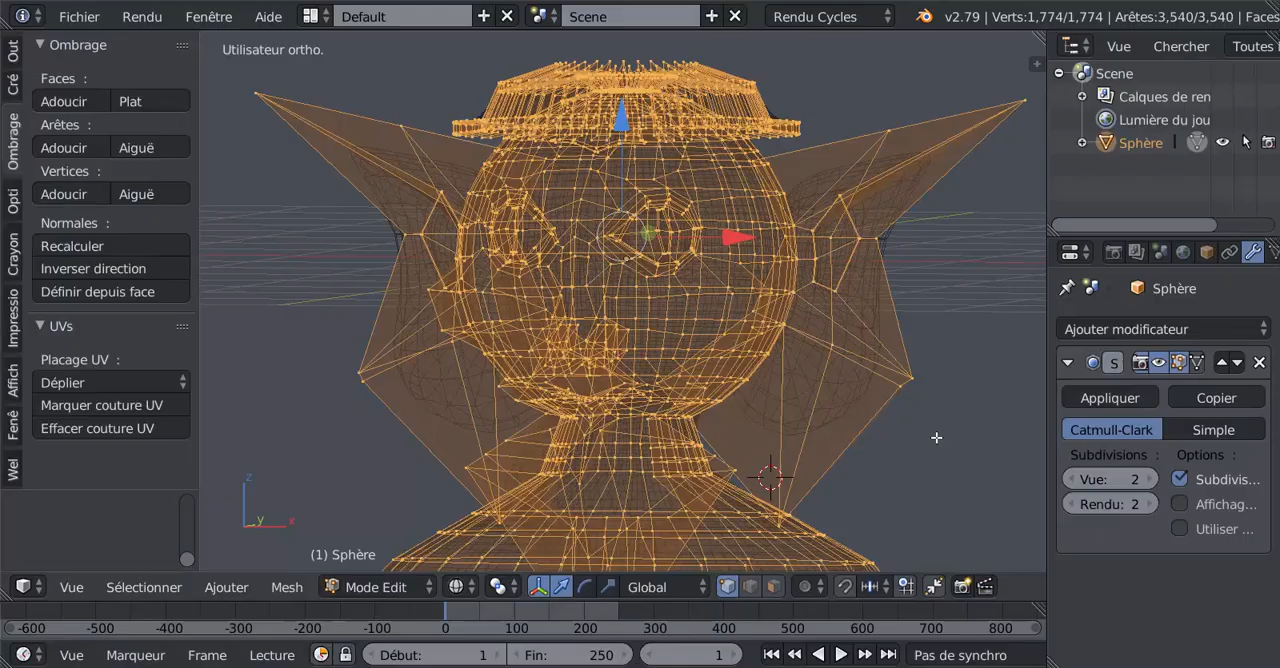 Fichier Rendu Fenêtre Aide Default Scene Rendu Cycles v2.79 | Verts:1,774/1,774 | Arêtes:3,540/3,540 | Faces
Out
Cré
Ombrage
Opti
Crayon
Impressio
Affich
Fenê
Wel
Ombrage
Faces :
Adoucir Plat
Arêtes :
Adoucir Aiguë
Vertices :
Adoucir Aiguë
Normales :
Recalculer
Inverser direction
Définir depuis face
UVs
Placage UV :
Déplier
Marquer couture UV
Effacer couture UV
Utilisateur ortho.
z
y x
(1) Sphère
Vue Chercher Toutes i
Scene
Calques de ren
Lumière du jou
Sphère
Sphère
Ajouter modificateur
S
Appliquer Copier
Catmull-Clark Simple
Subdivisions : Options :
Vue: 2 Subdivis...
Rendu: 2 Affichag...
Utiliser ...
Vue Sélectionner Ajouter Mesh Mode Edit Global
-600 -500 -400 -300 -200 -100 0 100 200 300 400 500 600 700 800
Vue Marqueur Frame Lecture Début: 1 Fin: 250 1 Pas de synchro